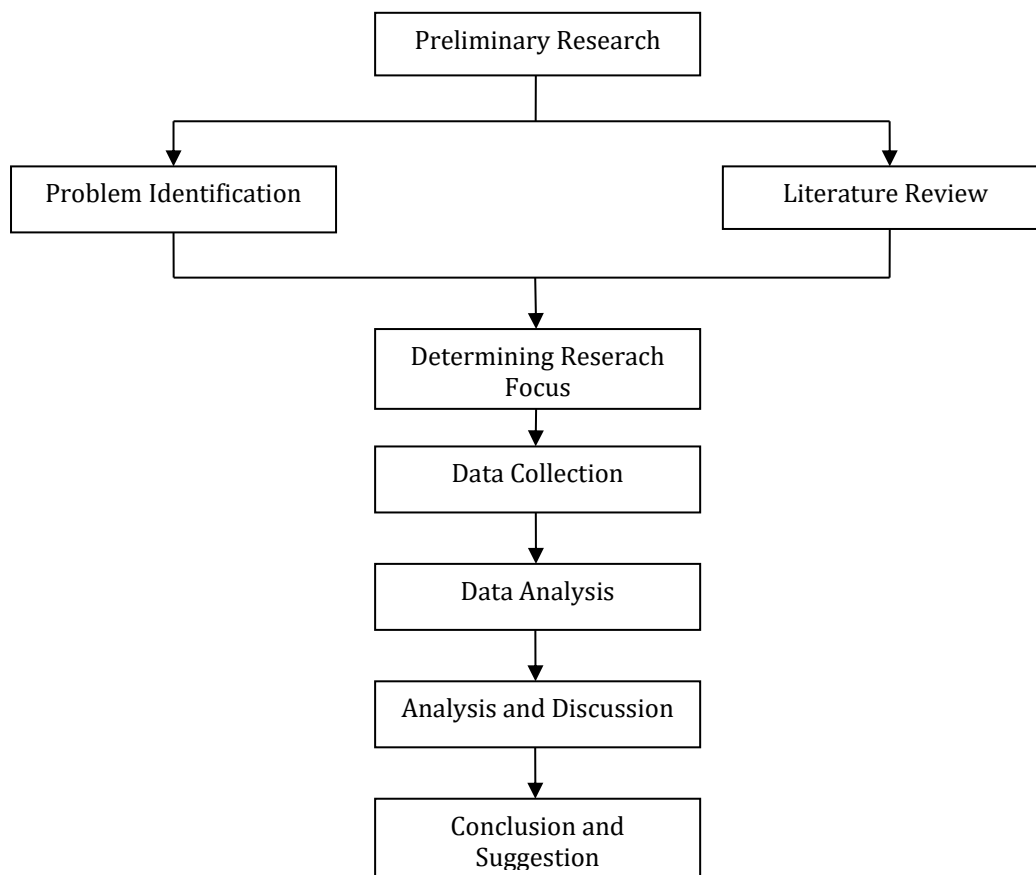 Preliminary Research
Problem Identification
Literature Review
Determining Reserach
Focus
Data Collection
Data Analysis
Analysis and Discussion
Conclusion and
Suggestion